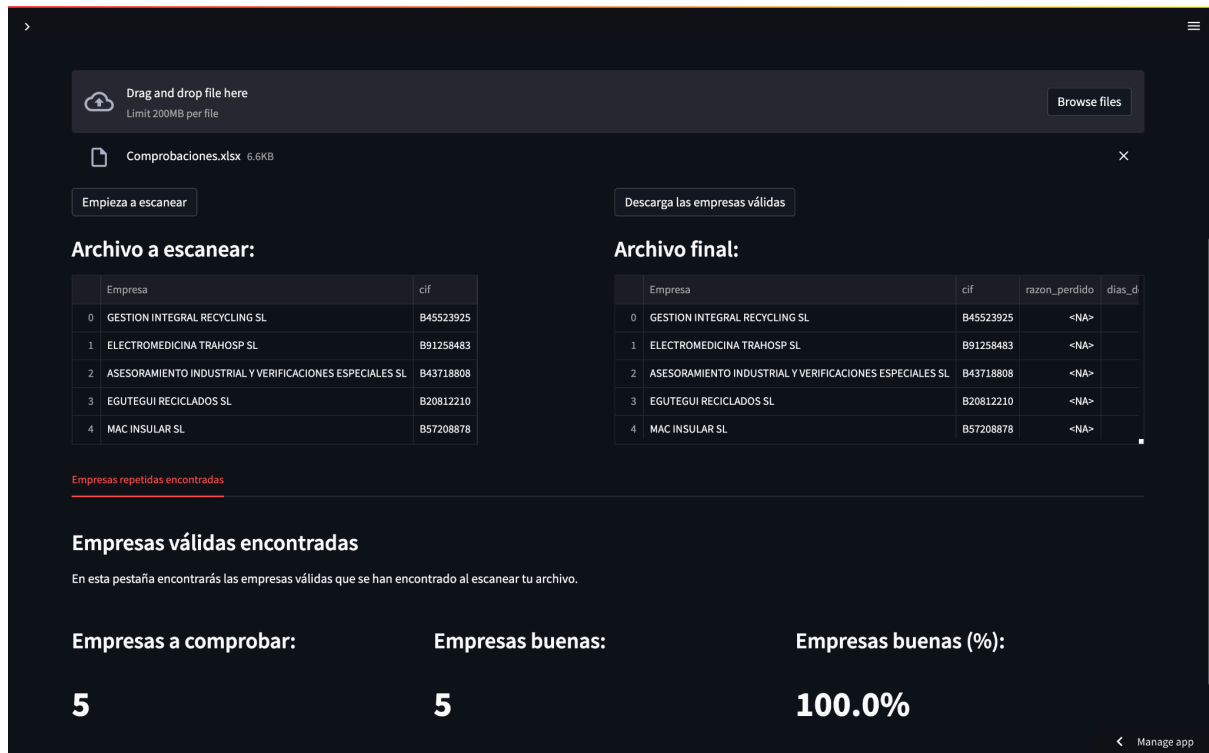 Drag and drop file here
Limit 200MB per file
Browse files
Comprobaciones.xlsx 6.6KB
Empieza a escanear
Descarga las empresas válidas
Archivo a escanear:
Empresa cif
0 GESTION INTEGRAL RECYCLING SL B45523925
1 ELECTROMEDICINA TRAHOSP SL B91258483
2 ASESORAMIENTO INDUSTRIAL Y VERIFICACIONES ESPECIALES SL B43718808
3 EGUTEGUI RECICLADOS SL B20812210
4 MAC INSULAR SL B57208878
Archivo final:
Empresa cif razon_perdido dias_d
0 GESTION INTEGRAL RECYCLING SL B45523925 <NA>
1 ELECTROMEDICINA TRAHOSP SL B91258483 <NA>
2 ASESORAMIENTO INDUSTRIAL Y VERIFICACIONES ESPECIALES SL B43718808 <NA>
3 EGUTEGUI RECICLADOS SL B20812210 <NA>
4 MAC INSULAR SL B57208878 <NA>
Empresas repetidas encontradas
Empresas válidas encontradas
En esta pestaña encontrarás las empresas válidas que se han encontrado al escanear tu archivo.
Empresas a comprobar:
5
Empresas buenas:
5
Empresas buenas (%):
100.0%
Manage app